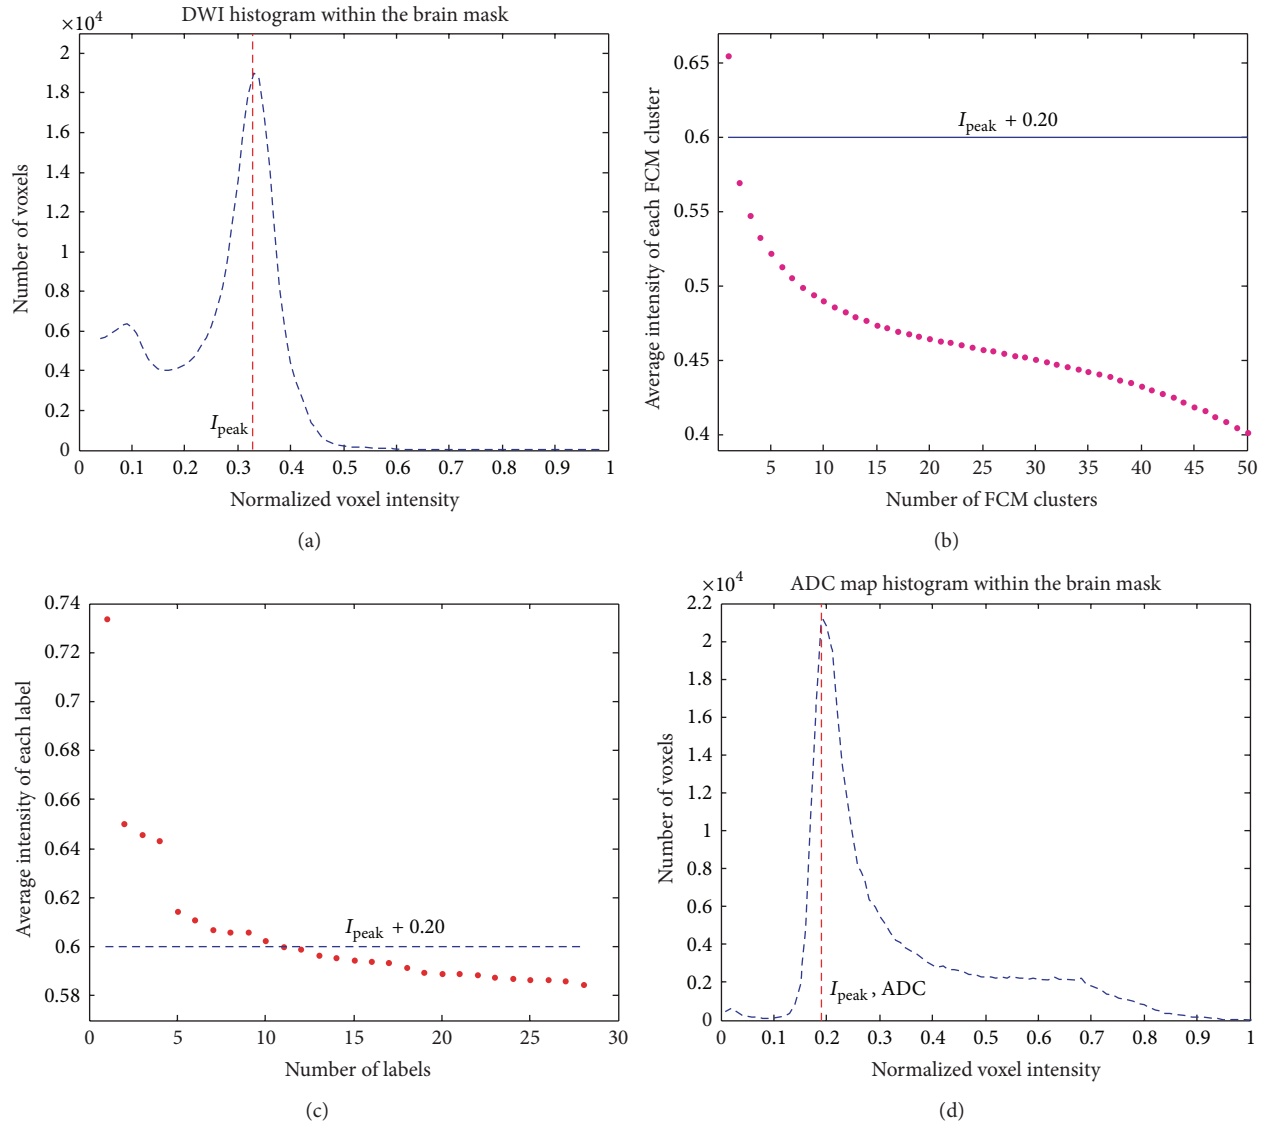 DWI histogram within the brain mask
×10⁴
2
1.8
1.6
1.4
1.2
1
0.8
0.6
0.4
0.2
0
0 0.1 0.2 0.3 0.4 0.5 0.6 0.7 0.8 0.9 1
Number of voxels
Ipeak
Normalized voxel intensity
(a)
0.65
0.6
0.55
0.5
0.45
0.4
5 10 15 20 25 30 35 40 45 50
Average intensity of each FCM cluster
Ipeak + 0.20
Number of FCM clusters
(b)
0.74
0.72
0.7
0.68
0.66
0.64
0.62
0.6
0.58
0 5 10 15 20 25 30
Average intensity of each label
Ipeak + 0.20
Number of labels
(c)
ADC map histogram within the brain mask
×10⁴
2.2
2
1.8
1.6
1.4
1.2
1
0.8
0.6
0.4
0.2
0
0 0.1 0.2 0.3 0.4 0.5 0.6 0.7 0.8 0.9 1
Number of voxels
Ipeak, ADC
Normalized voxel intensity
(d)